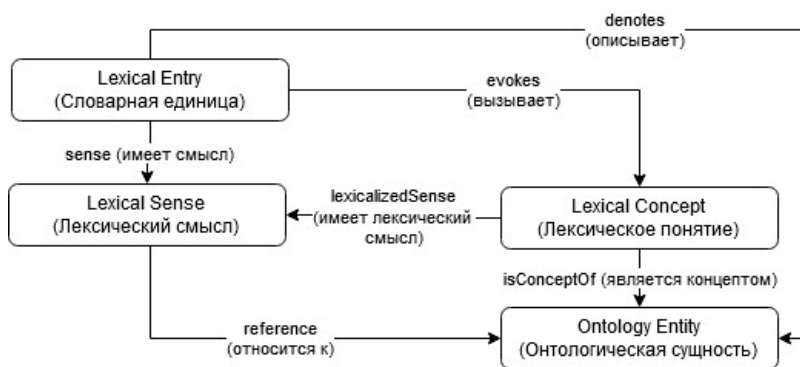 denotes
(описывает)
Lexical Entry
(Словарная единица)
evokes
(вызывает)
sense (имеет смысл)
Lexical Sense
(Лексический смысл)
lexicalizedSense
(имеет лексический
смысл)
Lexical Concept
(Лексическое понятие)
isConceptOf (является концептом)
reference
(относится к)
Ontology Entity
(Онтологическая сущность)